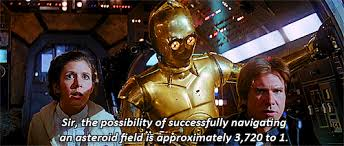 Sir, the possibility of successfully navigating
an asteroid field is approximately 3,720 to 1.